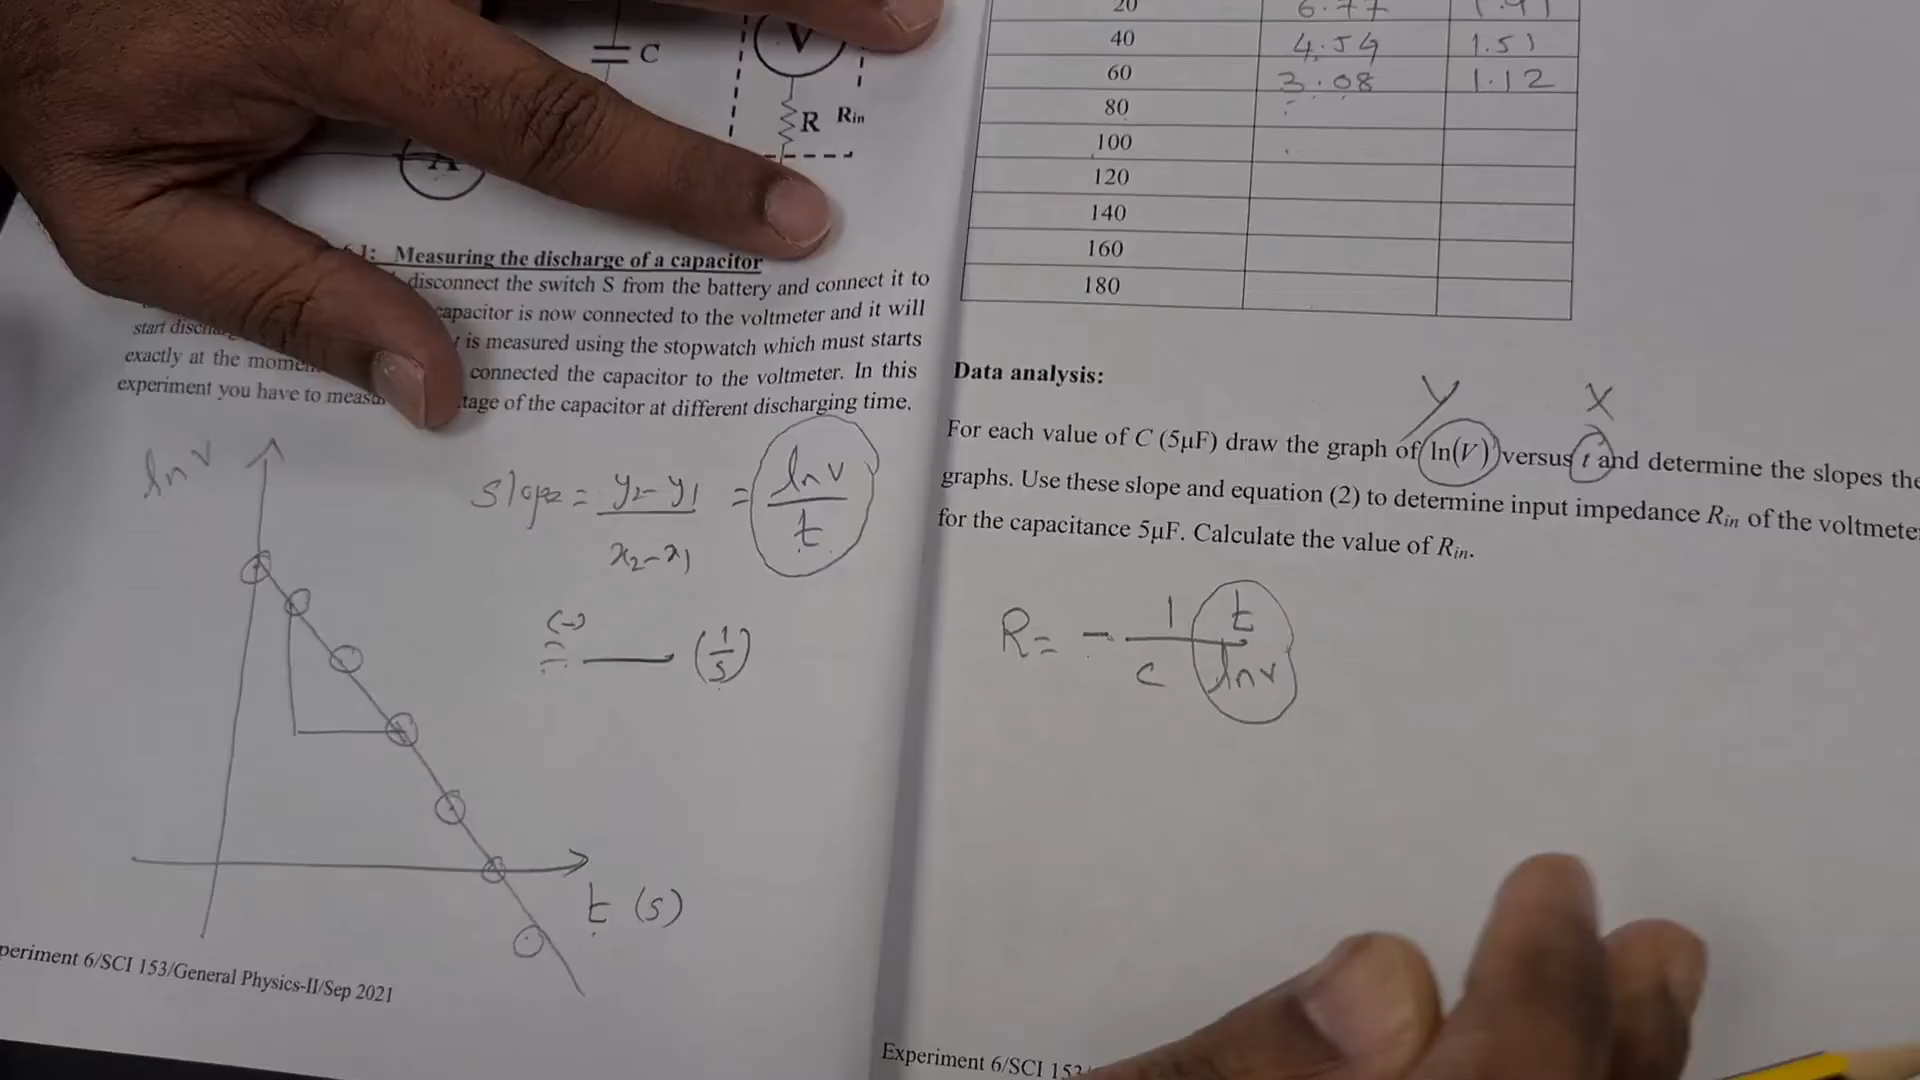 C
V
R Rin
A
1: Measuring the discharge of a capacitor
disconnect the switch S from the battery and connect it to
capacitor is now connected to the voltmeter and it will
start is measured using the stopwatch which must starts
exactly at the connected the capacitor to the voltmeter. In this
experiment you have to of the capacitor at different discharging time.
ln v
slope = y2-y1 / x2-x1 = ln v / t
(-)
= ___ (1/s)
t (s)
periment 6/SCI 153/General Physics-II/Sep 2021
20 6.77 1.91
40 4.54 1.51
60 3.08 1.12
80
100
120
140
160
180
Data analysis:
y x
For each value of C (5μF) draw the graph of ln(V) versus t and determine the slopes the
graphs. Use these slope and equation (2) to determine input impedance Rin of the
for the capacitance 5μF. Calculate the value of Rin.
R = - 1/c t/ln v
Experiment 6/SCI